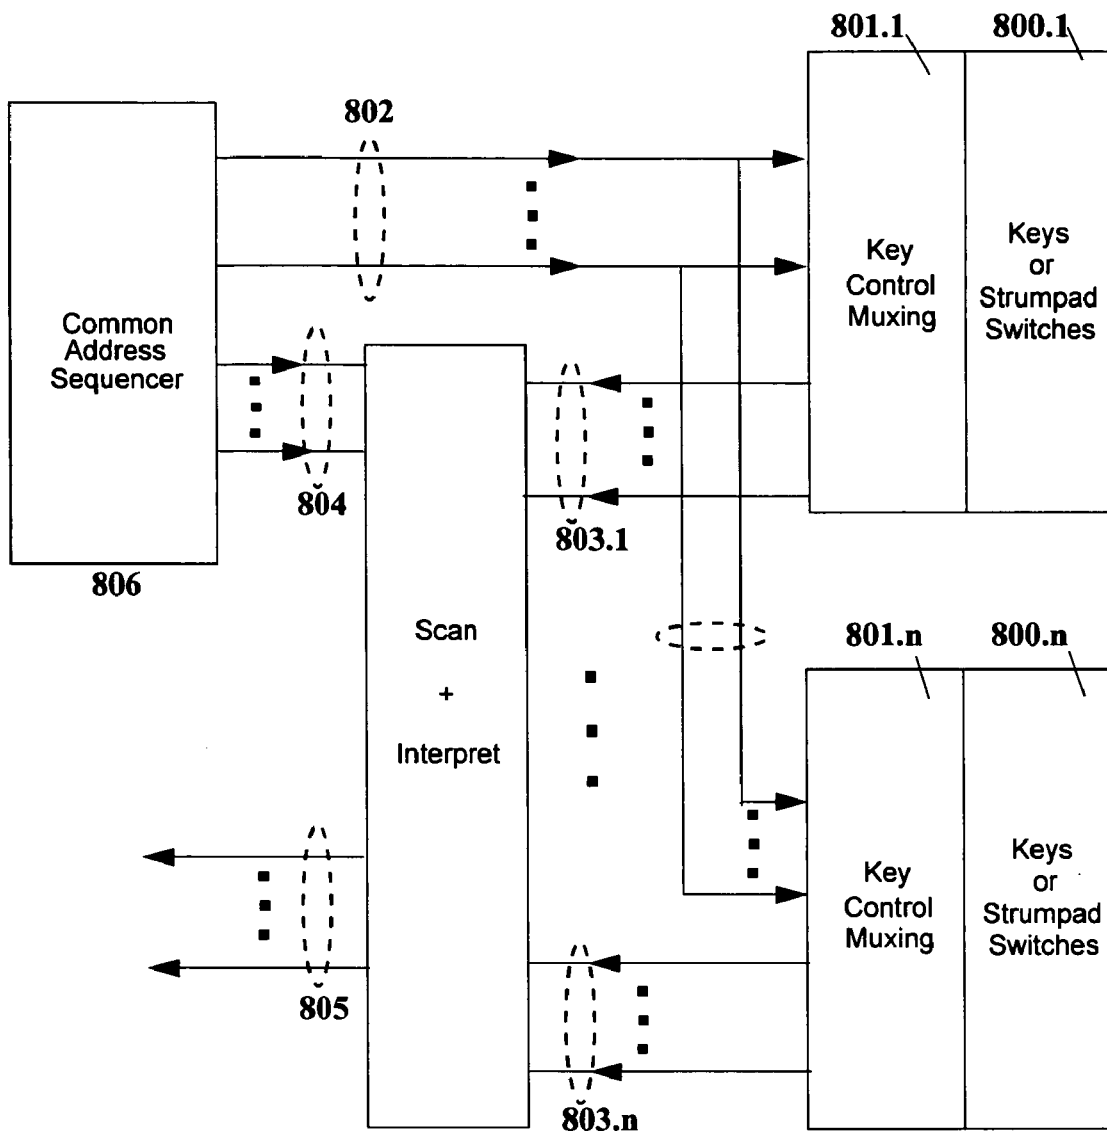 801.1
800.1
802
Key
Control
Muxing
Keys
or
Strumpad
Switches
Common
Address
Sequencer
804
803.1
806
Scan
+
Interpret
801.n
800.n
Key
Control
Muxing
Keys
or
Strumpad
Switches
805
803.n